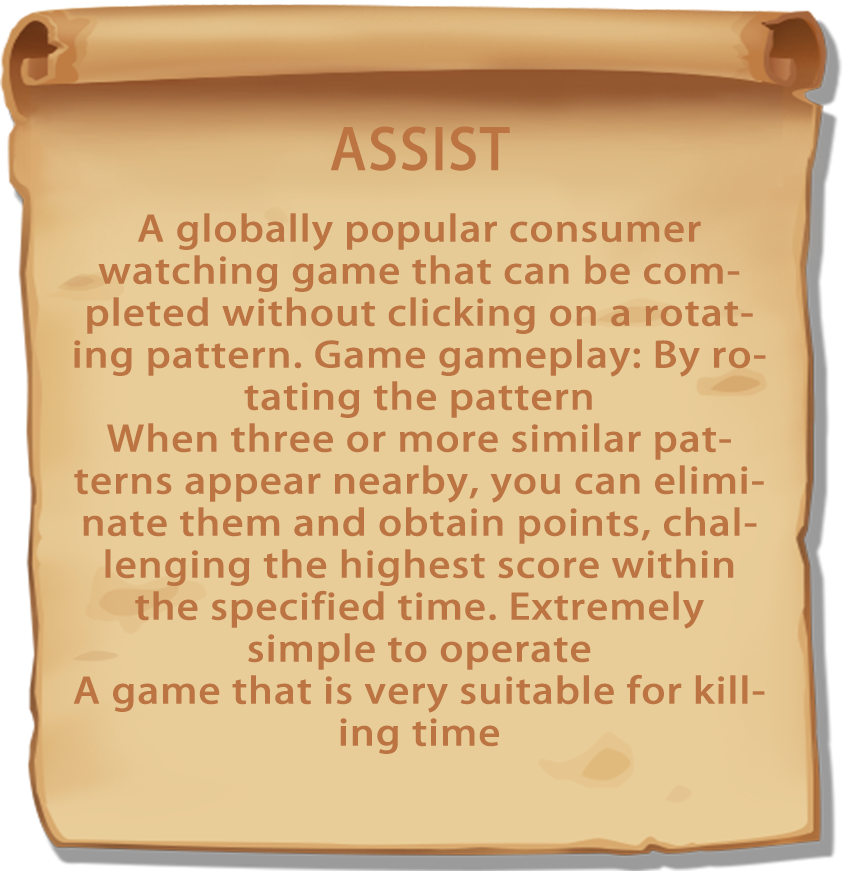 ASSIST
A globally popular consumer
watching game that can be com-
pleted without clicking on a rotat-
ing pattern. Game gameplay: By ro-
tating the pattern
When three or more similar pat-
terns appear nearby, you can elimi-
nate them and obtain points, chal-
lenging the highest score within
the specified time. Extremely
simple to operate
A game that is very suitable for kill-
ing time